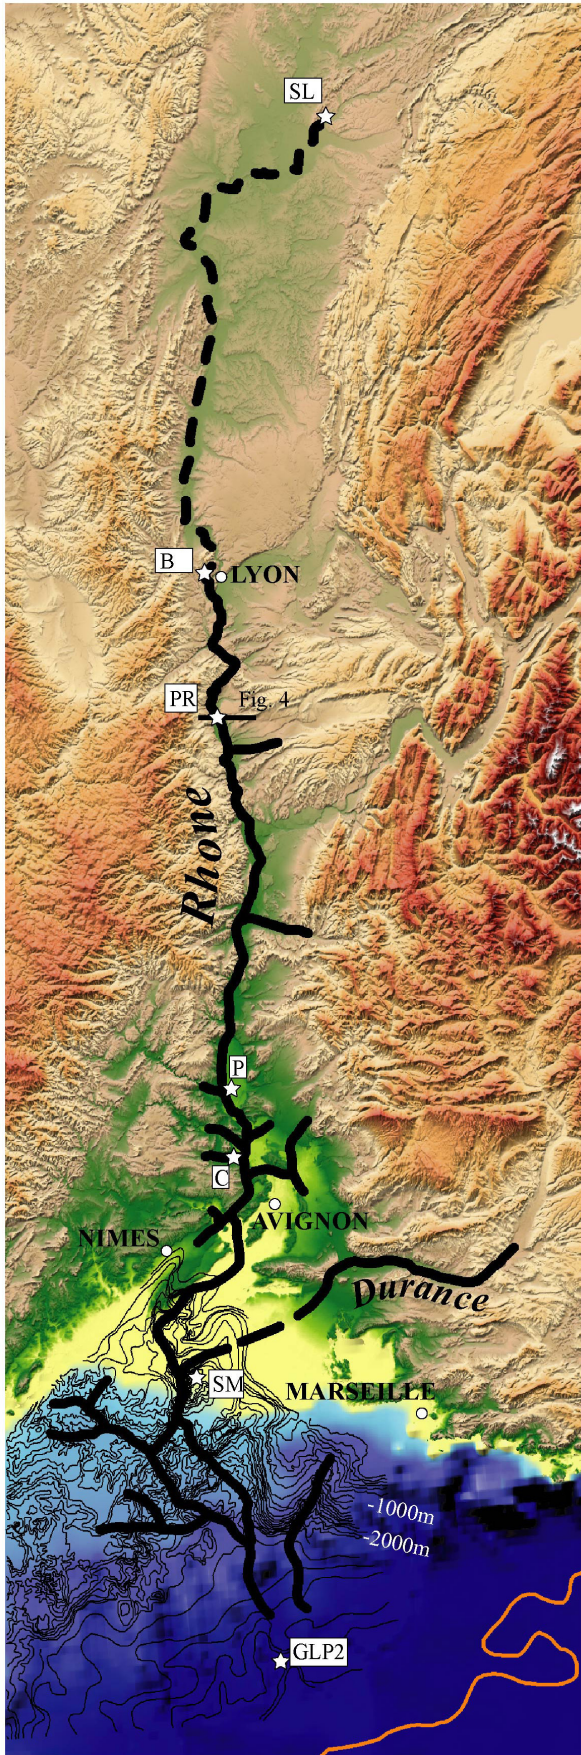 SL
B
LYON
PR
Fig. 4
Rhone
P
C
AVIGNON
NIMES
Durance
SM
MARSEILLE
-1000m
-2000m
GLP2